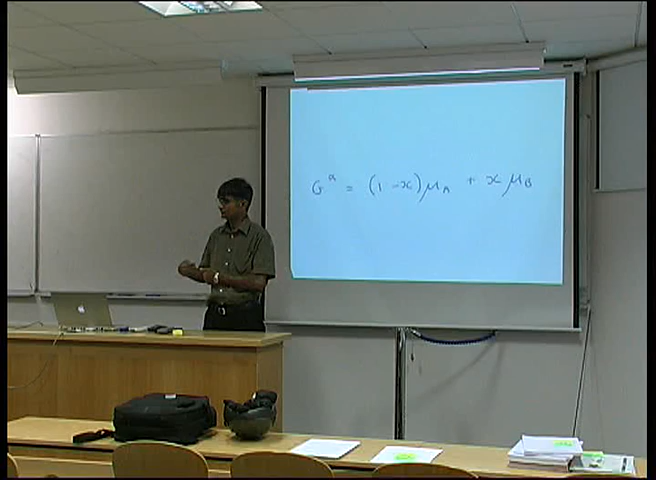 G^α = (1-x)μ_A + x μ_B